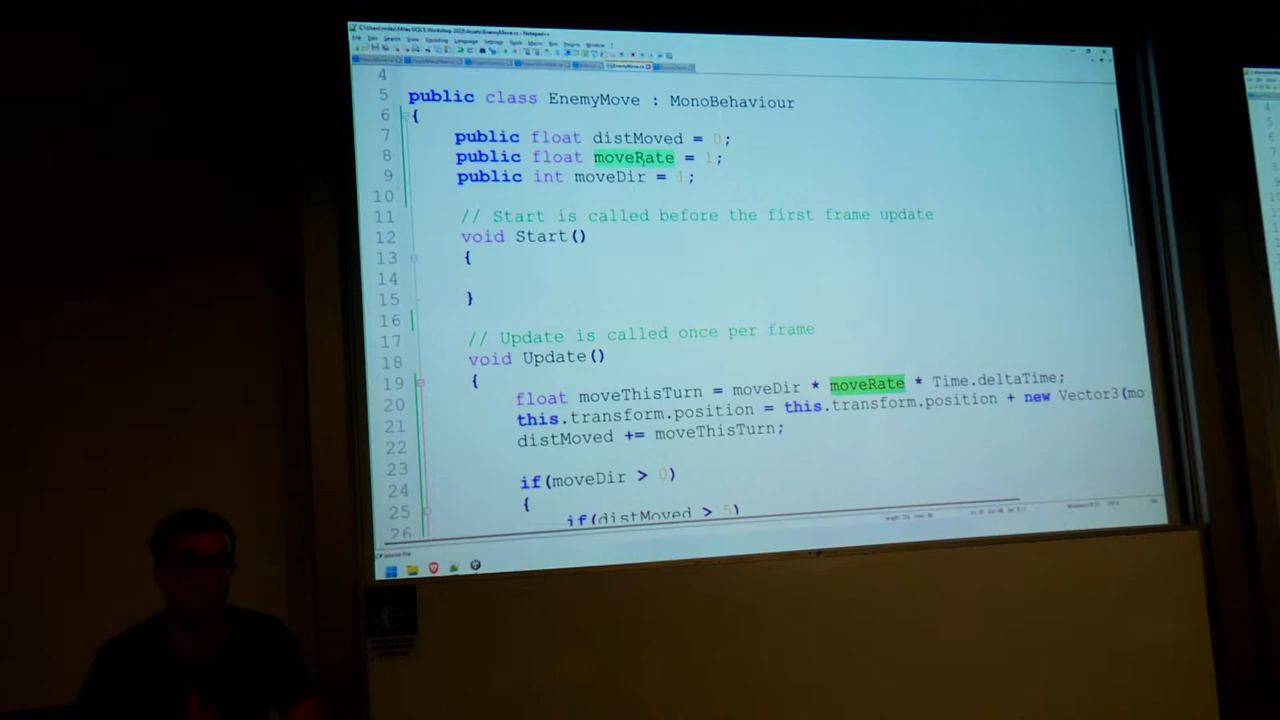 4
5 public class EnemyMove : MonoBehaviour
6 {
7 public float distMoved = 0;
8 public float moveRate = 1;
9 public int moveDir = 1;
10
11 // Start is called before the first frame update
12 void Start()
13 {
14
15 }
16
17 // Update is called once per frame
18 void Update()
19 {
20 float moveThisTurn = moveDir * moveRate * Time.deltaTime;
21 this.transform.position = this.transform.position + new Vector3(mo
22 distMoved += moveThisTurn;
23
24 if(moveDir > 0)
25 {
26 if(distMoved > 5)